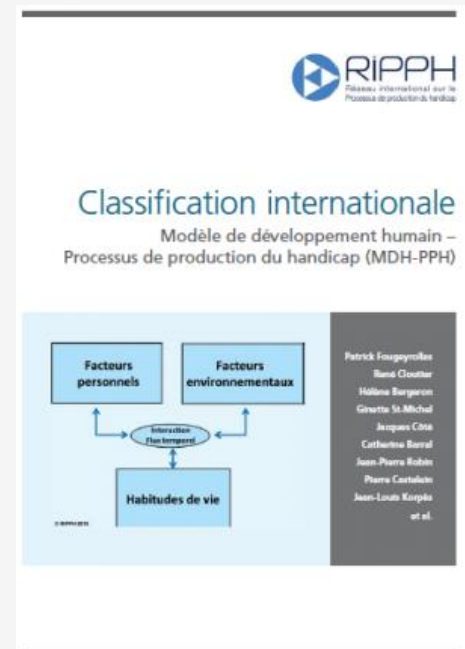 RIPPH
Réseau international sur le
Processus de production du handicap
Classification internationale
Modèle de développement humain –
Processus de production du handicap (MDH-PPH)
Facteurs
personnels
Facteurs
environnementaux
Interaction
Flux temporel
Habitudes de vie
© RIPPH 2018
Patrick Fougeyrollas
René Cloutier
Hélène Bergeron
Ginette St-Michel
Jacques Côté
Catherine Barral
Jean-Pierre Robin
Pierre Castelein
Jean-Louis Korpès
et al.